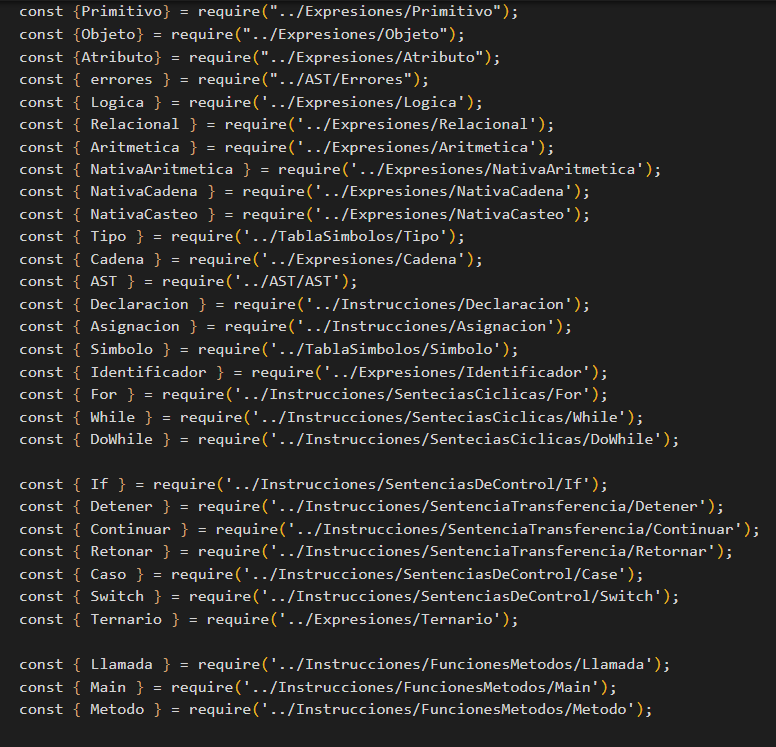 const {Primitivo} = require("../Expresiones/Primitivo");
const {Objeto} = require("../Expresiones/Objeto");
const {Atributo} = require("../Expresiones/Atributo");
const { errores } = require("../AST/Errores");
const { Logica } = require('../Expresiones/Logica');
const { Relacional } = require('../Expresiones/Relacional');
const { Aritmetica } = require('../Expresiones/Aritmetica');
const { NativaAritmetica } = require('../Expresiones/NativaAritmetica');
const { NativaCadena } = require('../Expresiones/NativaCadena');
const { NativaCasteo } = require('../Expresiones/NativaCasteo');
const { Tipo } = require('../TablaSimbolos/Tipo');
const { Cadena } = require('../Expresiones/Cadena');
const { AST } = require('../AST/AST');
const { Declaracion } = require('../Instrucciones/Declaracion');
const { Asignacion } = require('../Instrucciones/Asignacion');
const { Simbolo } = require('../TablaSimbolos/Simbolo');
const { Identificador } = require('../Expresiones/Identificador');
const { For } = require('../Instrucciones/SenteciasCiclicas/For');
const { While } = require('../Instrucciones/SenteciasCiclicas/While');
const { DoWhile } = require('../Instrucciones/SenteciasCiclicas/DoWhile');
const { If } = require('../Instrucciones/SentenciasDeControl/If');
const { Detener } = require('../Instrucciones/SentenciaTransferencia/Detener');
const { Continuar } = require('../Instrucciones/SentenciaTransferencia/Continuar');
const { Retonar } = require('../Instrucciones/SentenciaTransferencia/Retornar');
const { Caso } = require('../Instrucciones/SentenciasDeControl/Case');
const { Switch } = require('../Instrucciones/SentenciasDeControl/Switch');
const { Ternario } = require('../Expresiones/Ternario');
const { Llamada } = require('../Instrucciones/FuncionesMetodos/Llamada');
const { Main } = require('../Instrucciones/FuncionesMetodos/Main');
const { Metodo } = require('../Instrucciones/FuncionesMetodos/Metodo');